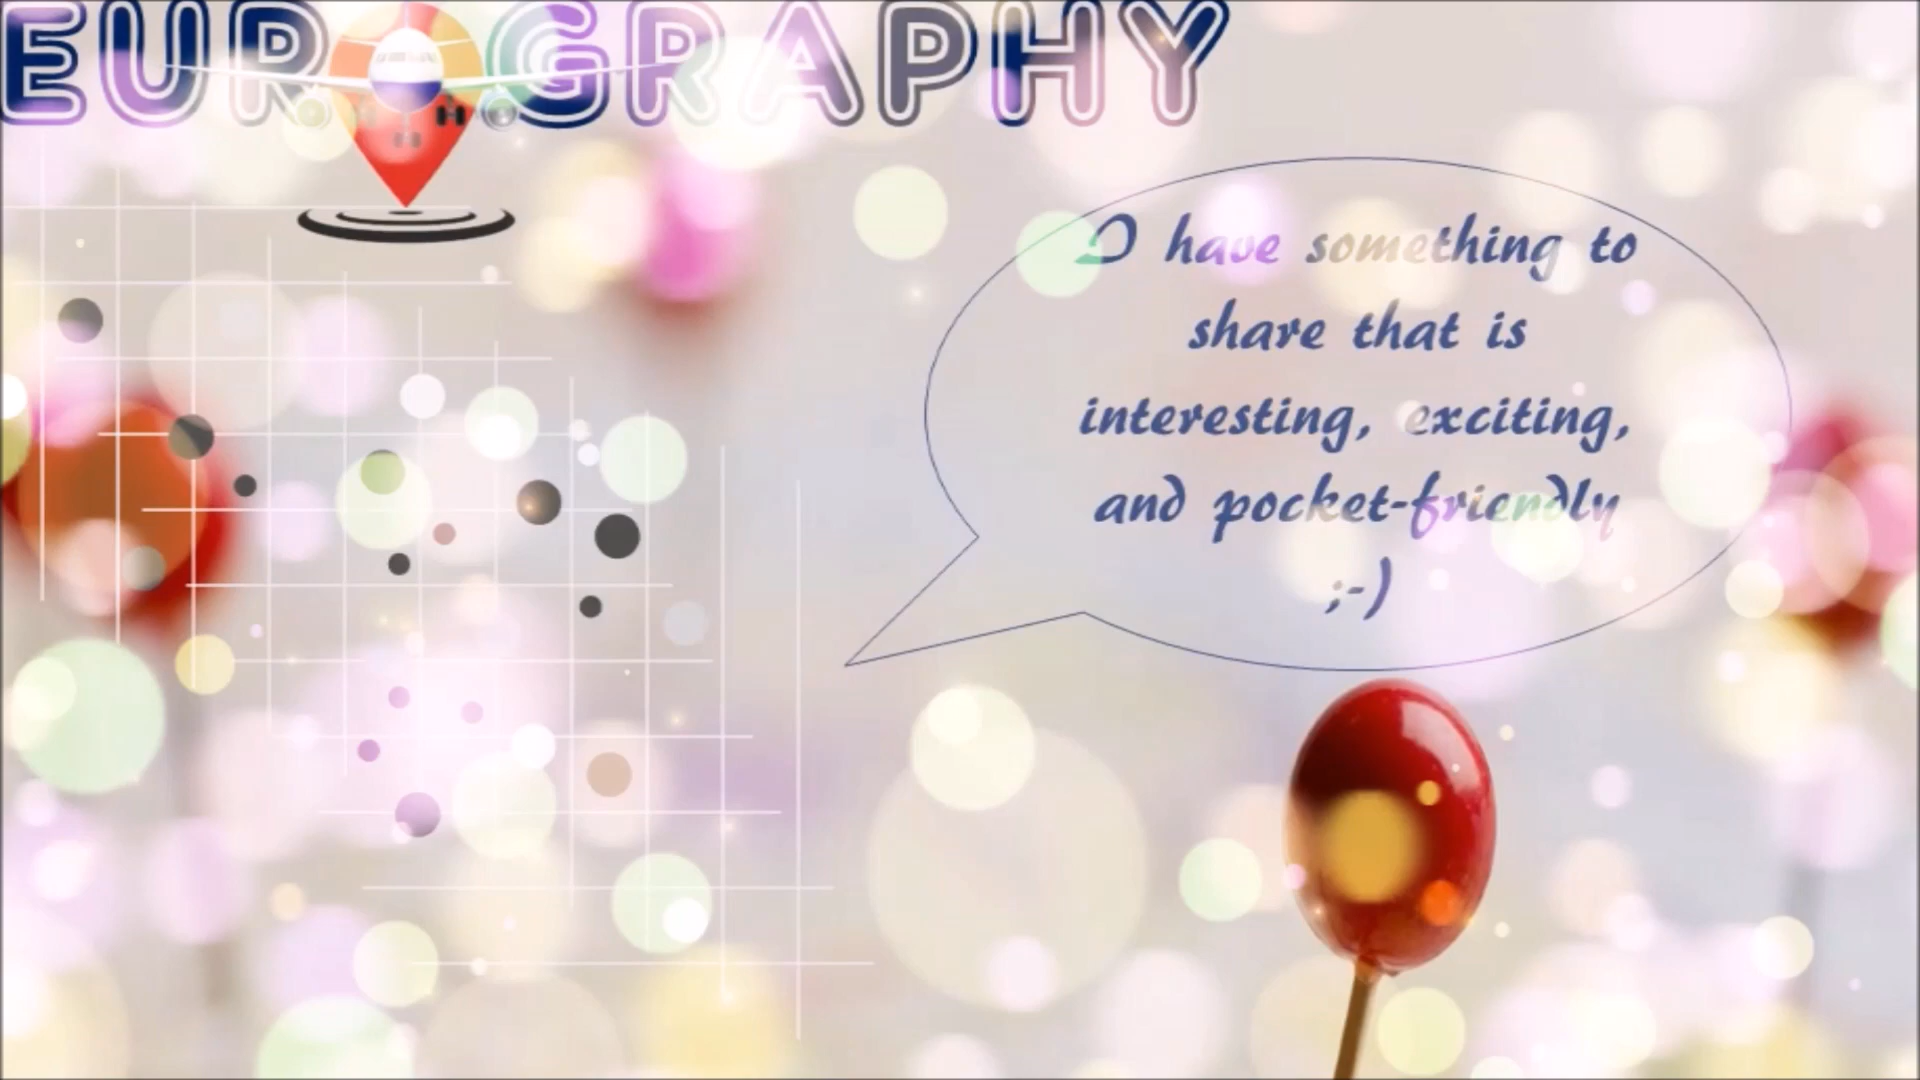 EUR GRAPHY
I have something to
share that is
interesting, exciting,
and pocket-friendly
;-)